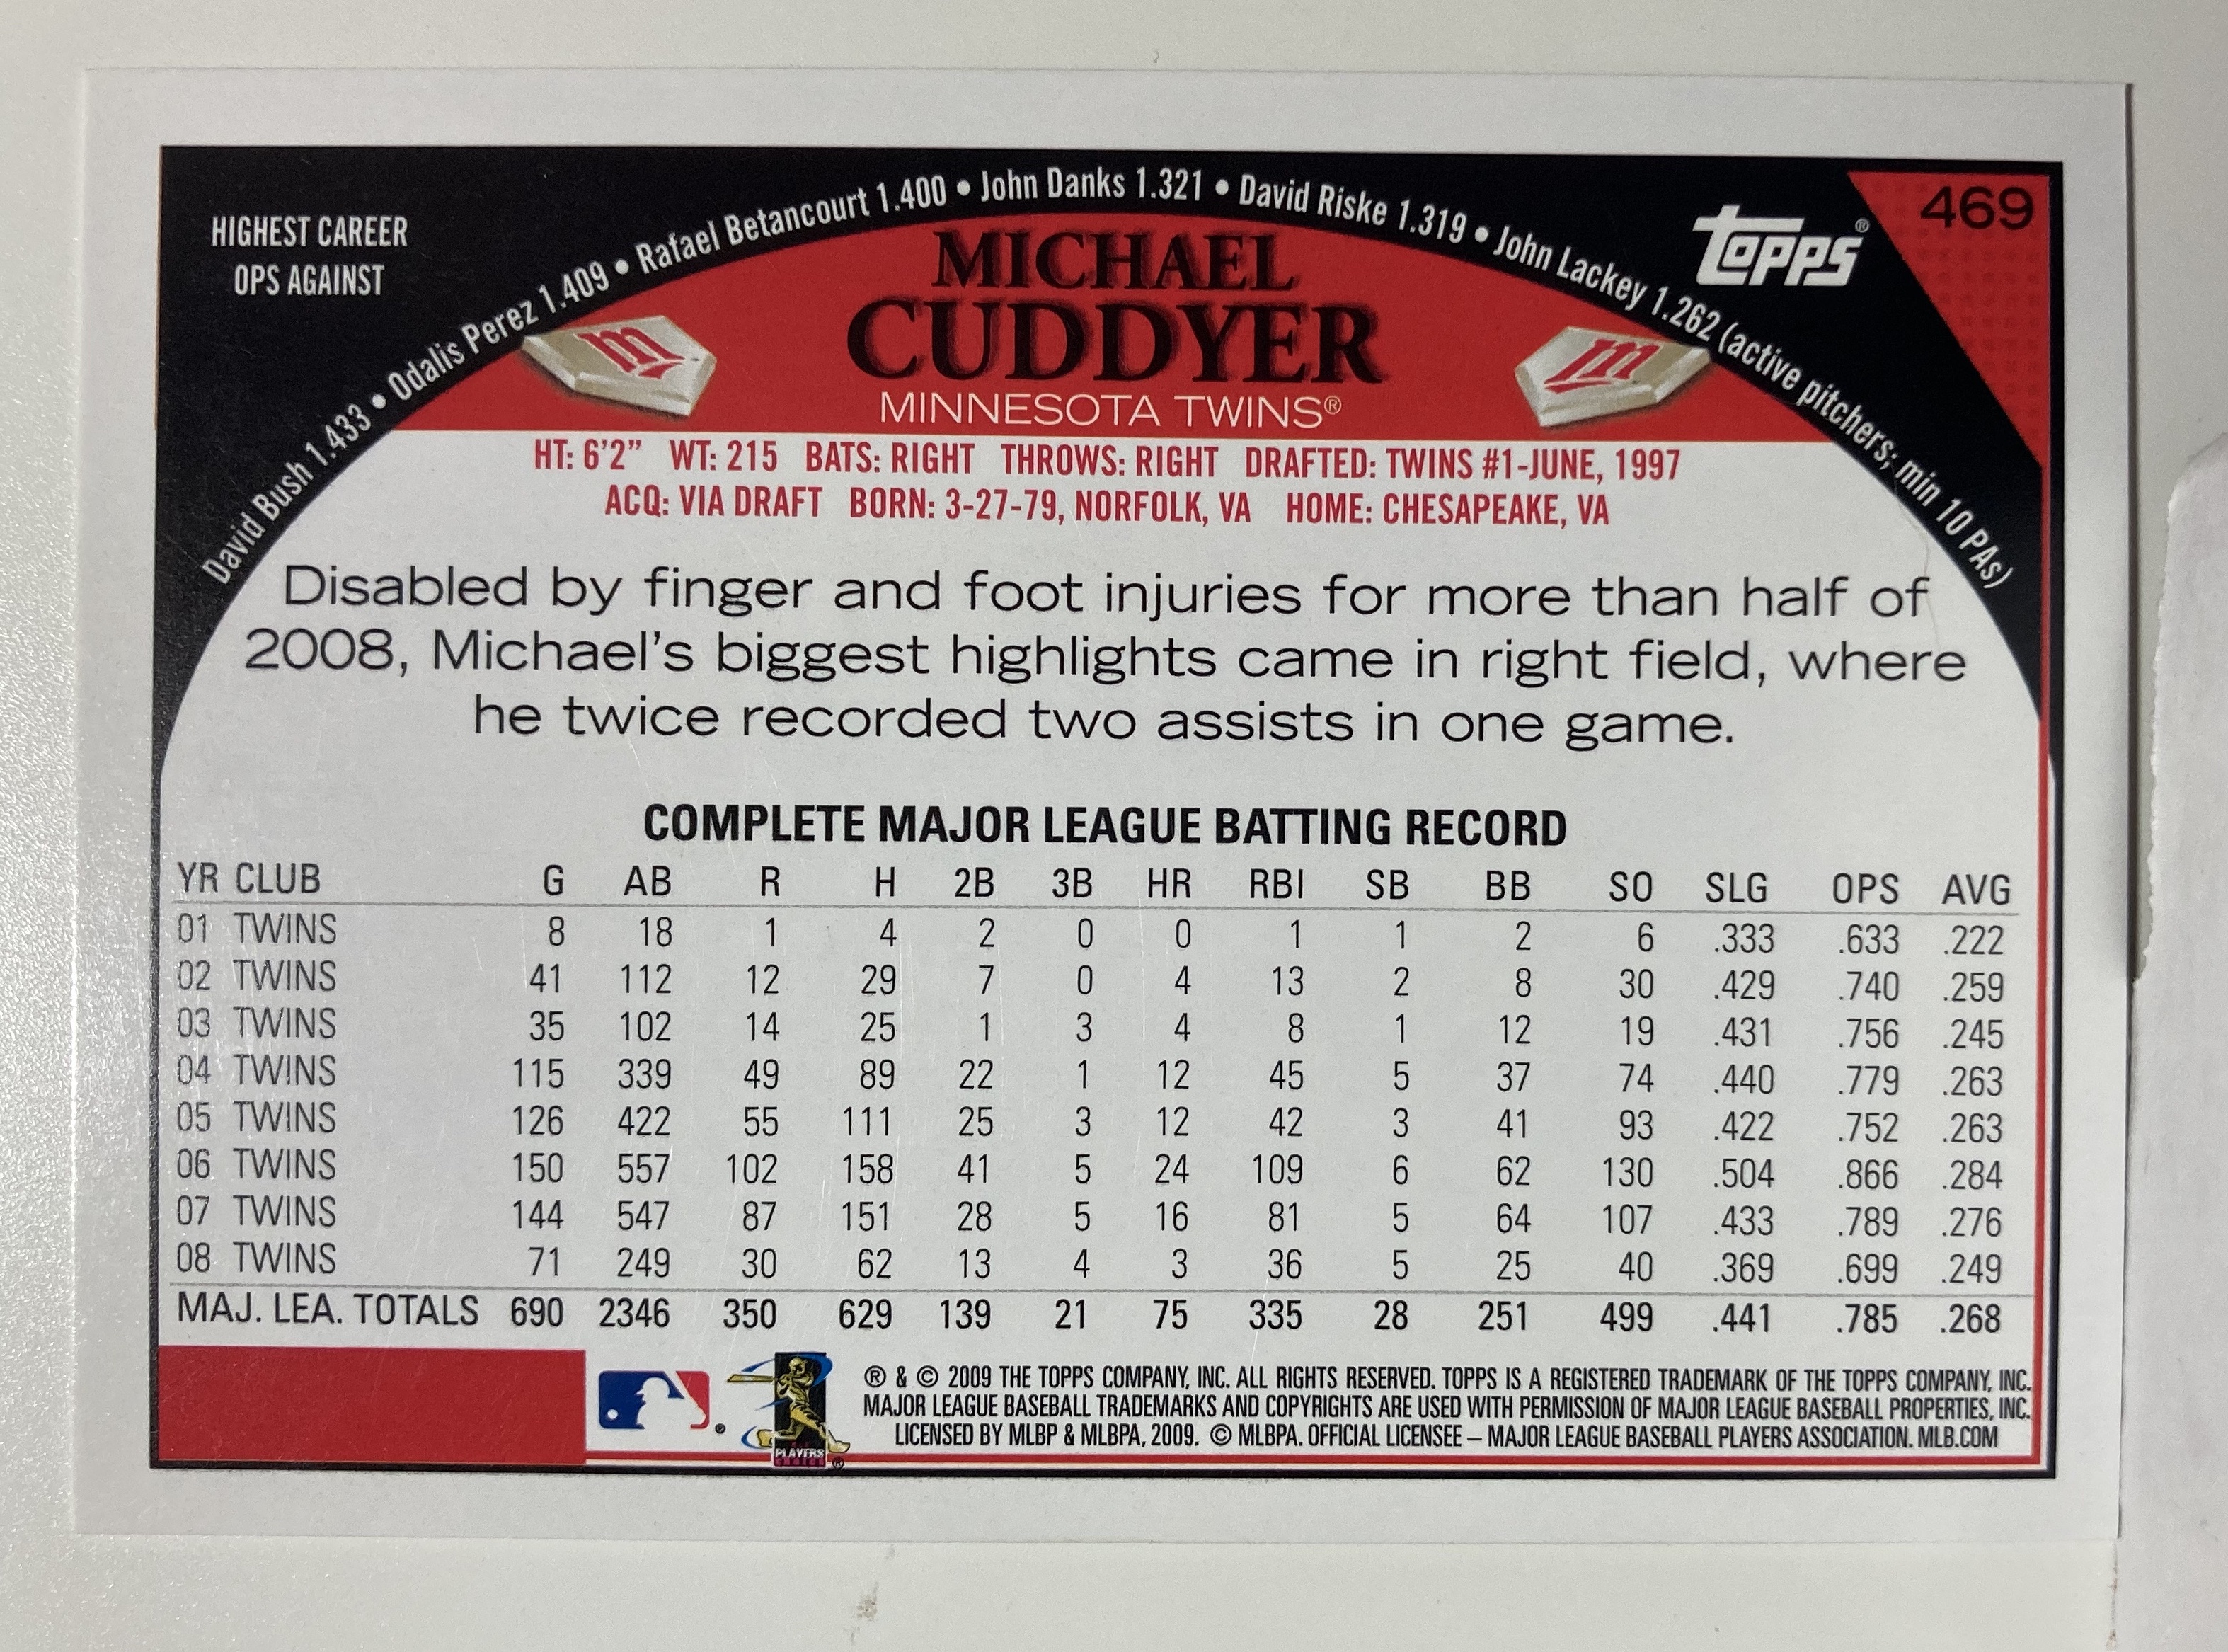 HIGHEST CAREER
OPS AGAINST
David Bush 1.433 • Odalis Perez 1.409 • Rafael Betancourt 1.400 • John Danks 1.321 • David Riske 1.319 • John Lackey 1.262 (active pitchers; min 10 PAs)
topps®
469
MICHAEL
CUDDYER
MINNESOTA TWINS®
HT: 6'2" WT: 215 BATS: RIGHT THROWS: RIGHT DRAFTED: TWINS #1-JUNE, 1997
ACQ: VIA DRAFT BORN: 3-27-79, NORFOLK, VA HOME: CHESAPEAKE, VA
Disabled by finger and foot injuries for more than half of
2008, Michael's biggest highlights came in right field, where
he twice recorded two assists in one game.
COMPLETE MAJOR LEAGUE BATTING RECORD
YR CLUB G AB R H 2B 3B HR RBI SB BB SO SLG OPS AVG
01 TWINS 8 18 1 4 2 0 0 1 1 2 6 .333 .633 .222
02 TWINS 41 112 12 29 7 0 4 13 2 8 30 .429 .740 .259
03 TWINS 35 102 14 25 1 3 4 8 1 12 19 .431 .756 .245
04 TWINS 115 339 49 89 22 1 12 45 5 37 74 .440 .779 .263
05 TWINS 126 422 55 111 25 3 12 42 3 41 93 .422 .752 .263
06 TWINS 150 557 102 158 41 5 24 109 6 62 130 .504 .866 .284
07 TWINS 144 547 87 151 28 5 16 81 5 64 107 .433 .789 .276
08 TWINS 71 249 30 62 13 4 3 36 5 25 40 .369 .699 .249
MAJ. LEA. TOTALS 690 2346 350 629 139 21 75 335 28 251 499 .441 .785 .268
® & © 2009 THE TOPPS COMPANY, INC. ALL RIGHTS RESERVED. TOPPS IS A REGISTERED TRADEMARK OF THE TOPPS COMPANY, INC.
MAJOR LEAGUE BASEBALL TRADEMARKS AND COPYRIGHTS ARE USED WITH PERMISSION OF MAJOR LEAGUE BASEBALL PROPERTIES, INC.
LICENSED BY MLBP & MLBPA, 2009. © MLBPA. OFFICIAL LICENSEE – MAJOR LEAGUE BASEBALL PLAYERS ASSOCIATION. MLB.COM
PLAYERS